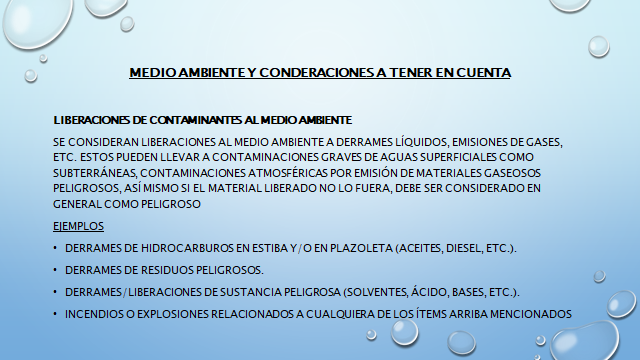 MEDIO AMBIENTE Y CONDERACIONES A TENER EN CUENTA
LIBERACIONES DE CONTAMINANTES AL MEDIO AMBIENTE
SE CONSIDERAN LIBERACIONES AL MEDIO AMBIENTE A DERRAMES LÍQUIDOS, EMISIONES DE GASES,
ETC. ESTOS PUEDEN LLEVAR A CONTAMINACIONES GRAVES DE AGUAS SUPERFICIALES COMO
SUBTERRÁNEAS, CONTAMINACIONES ATMOSFÉRICAS POR EMISIÓN DE MATERIALES GASEOSOS
PELIGROSOS, ASÍ MISMO SI EL MATERIAL LIBERADO NO LO FUERA, DEBE SER CONSIDERADO EN
GENERAL COMO PELIGROSO
EJEMPLOS
• DERRAMES DE HIDROCARBUROS EN ESTIBA Y/O EN PLAZOLETA (ACEITES, DIESEL, ETC.).
• DERRAMES DE RESIDUOS PELIGROSOS.
• DERRAMES/LIBERACIONES DE SUSTANCIA PELIGROSA (SOLVENTES, ÁCIDO, BASES, ETC.).
• INCENDIOS O EXPLOSIONES RELACIONADOS A CUALQUIERA DE LOS ÍTEMS ARRIBA MENCIONADOS